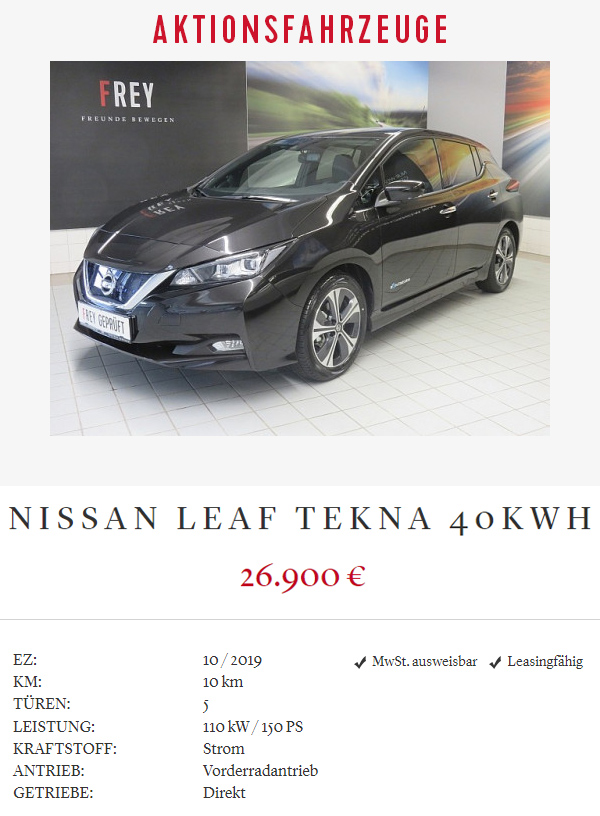 AKTIONSFAHRZEUGE
FREY
FREUNDE BEWEGEN
FREY GEPRÜFT
NISSAN LEAF TEKNA 40KWH
26.900 €
EZ: 10 / 2019 MwSt. ausweisbar Leasingfähig
KM: 10 km
TÜREN: 5
LEISTUNG: 110 kW / 150 PS
KRAFTSTOFF: Strom
ANTRIEB: Vorderradantrieb
GETRIEBE: Direkt